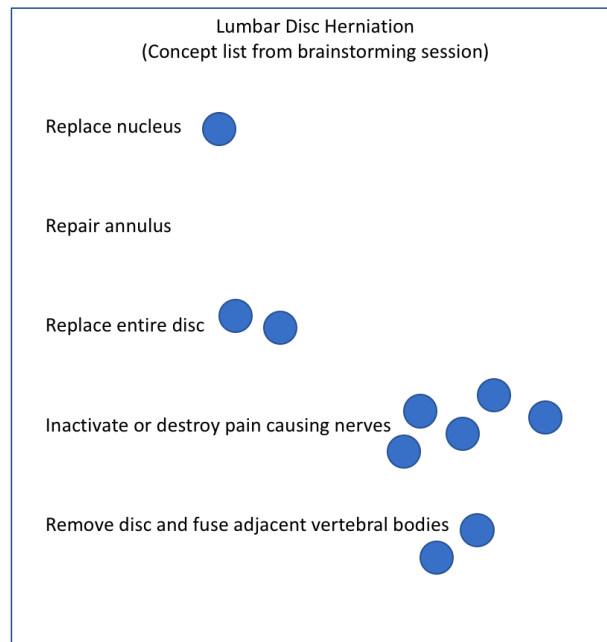 Lumbar Disc Herniation
(Concept list from brainstorming session)
Replace nucleus
Repair annulus
Replace entire disc
Inactivate or destroy pain causing nerves
Remove disc and fuse adjacent vertebral bodies